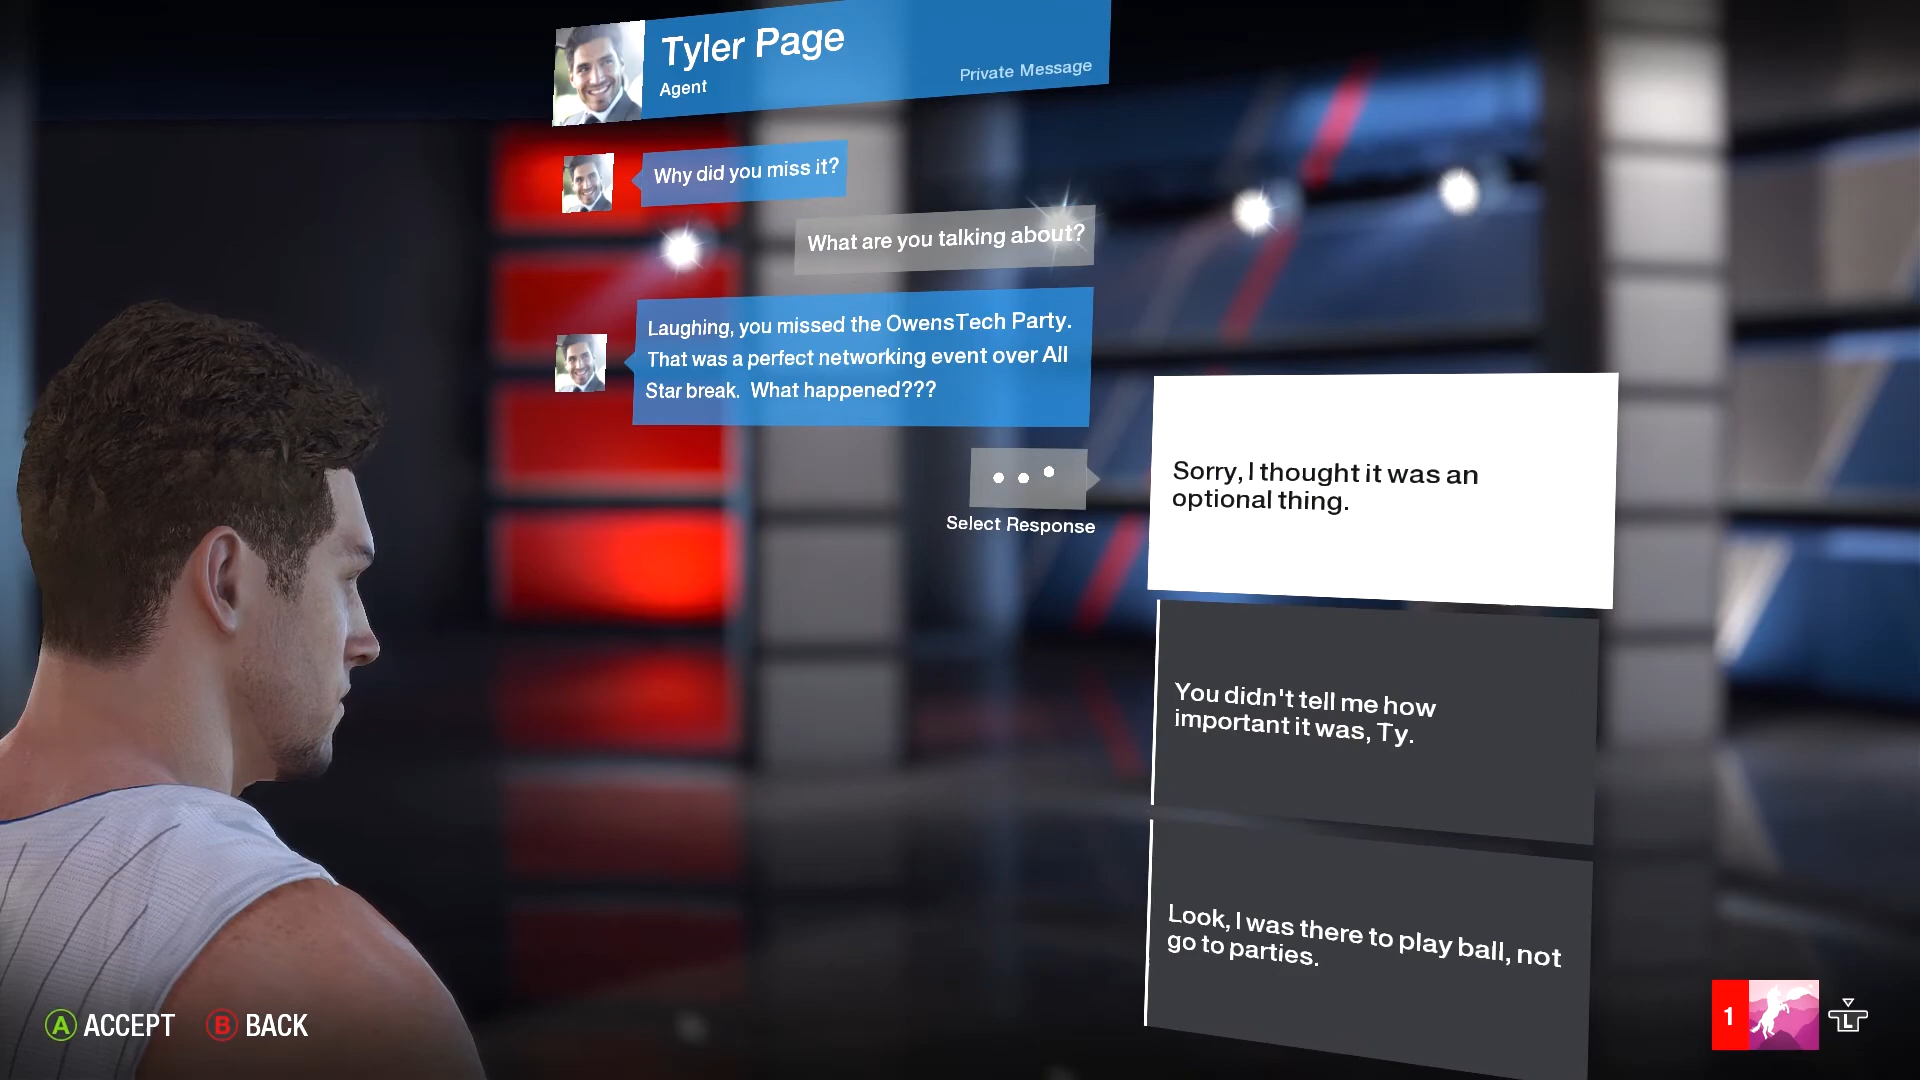 Tyler Page
Agent
Private Message
Why did you miss it?
What are you talking about?
Laughing, you missed the OwensTech Party.
That was a perfect networking event over All
Star break.  What happened???
Select Response
Sorry, I thought it was an
optional thing.
You didn't tell me how
important it was, Ty.
Look, I was there to play ball, not
go to parties.
A ACCEPT B BACK
1
L